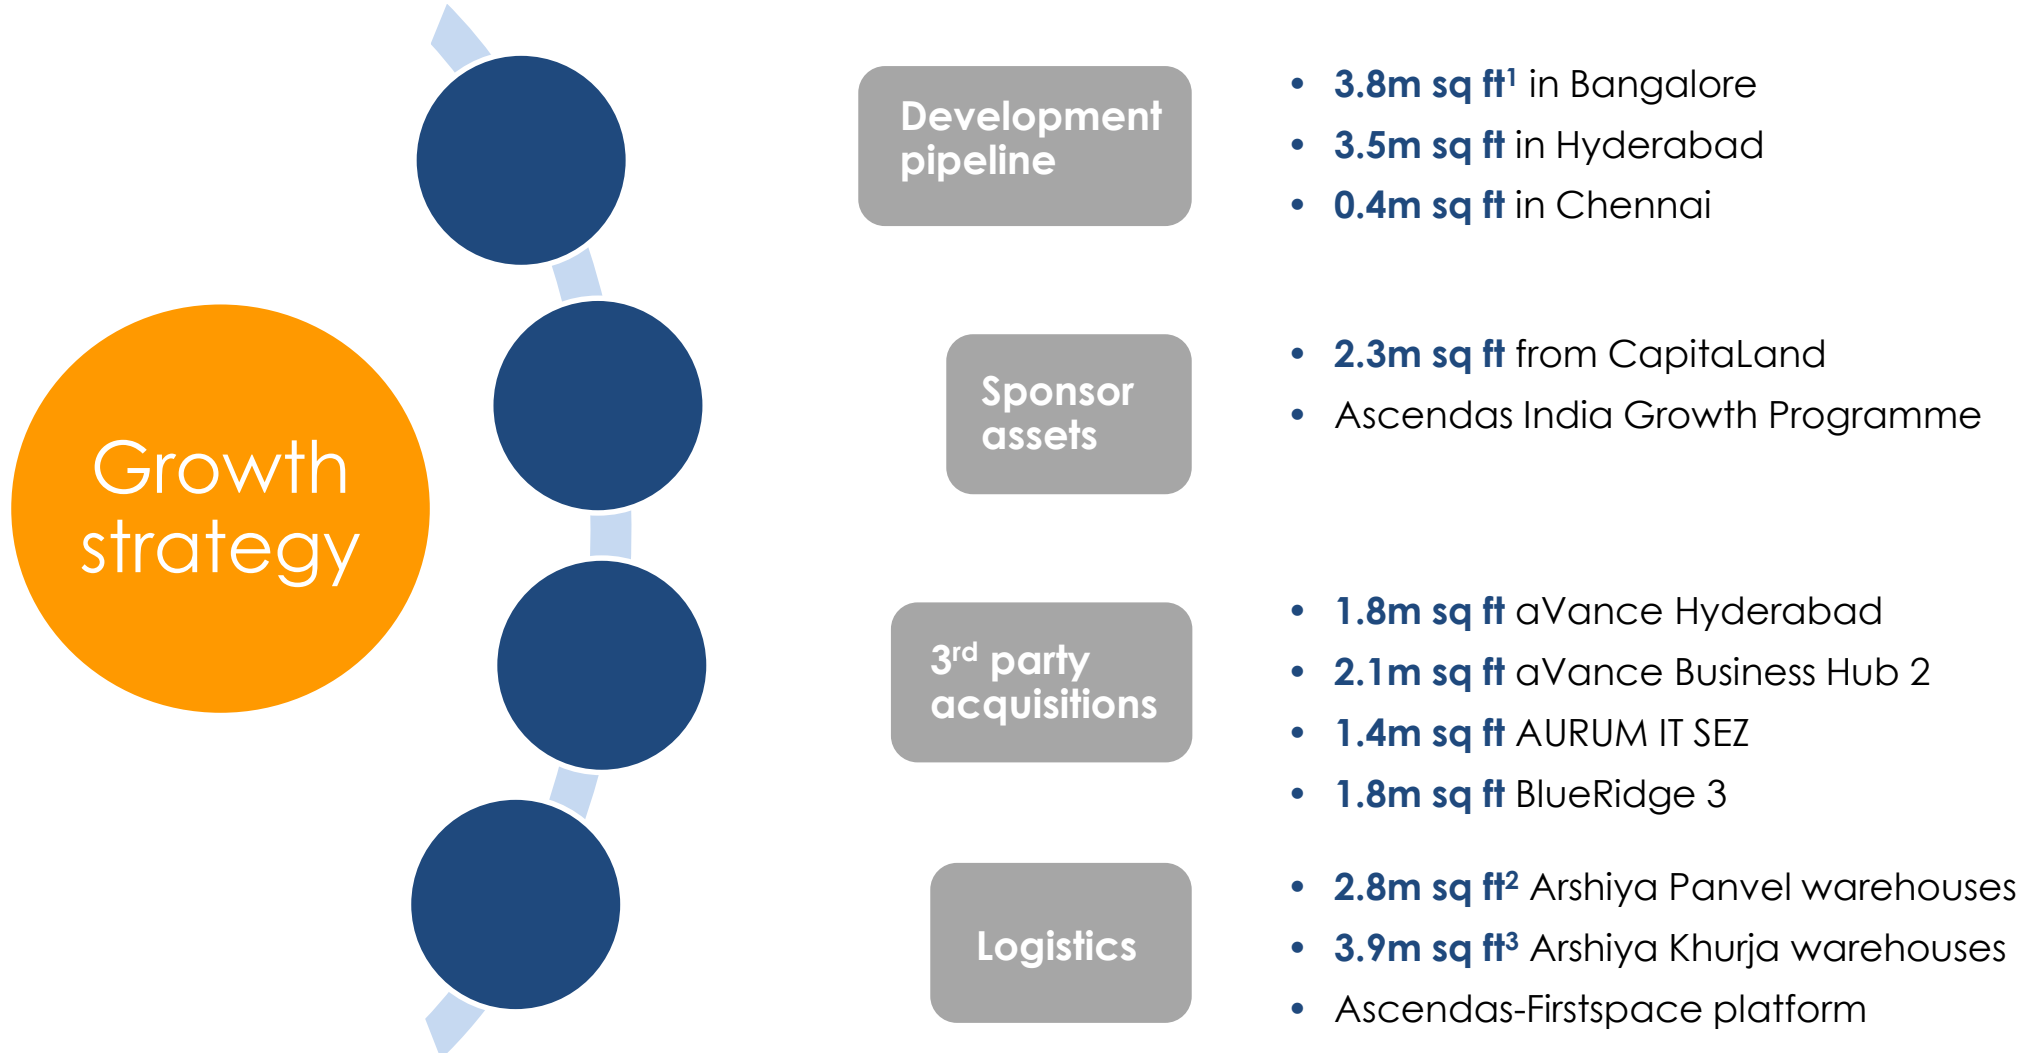 Growth
strategy
Development
pipeline
• 3.8m sq ft¹ in Bangalore
• 3.5m sq ft in Hyderabad
• 0.4m sq ft in Chennai
Sponsor
assets
• 2.3m sq ft from CapitaLand
• Ascendas India Growth Programme
3rd party
acquisitions
• 1.8m sq ft aVance Hyderabad
• 2.1m sq ft aVance Business Hub 2
• 1.4m sq ft AURUM IT SEZ
• 1.8m sq ft BlueRidge 3
Logistics
• 2.8m sq ft² Arshiya Panvel warehouses
• 3.9m sq ft³ Arshiya Khurja warehouses
• Ascendas-Firstspace platform